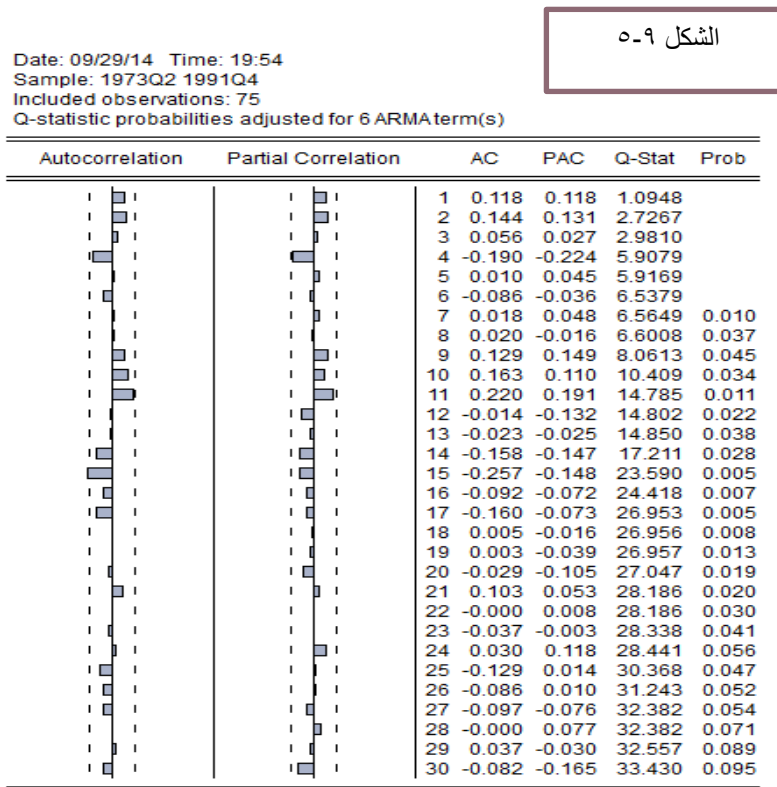 الشكل ٩-٥
Date: 09/29/14 Time: 19:54
Sample: 1973Q2 1991Q4
Included observations: 75
Q-statistic probabilities adjusted for 6 ARMA term(s)
Autocorrelation Partial Correlation AC PAC Q-Stat Prob
1 0.118 0.118 1.0948
2 0.144 0.131 2.7267
3 0.056 0.027 2.9810
4 -0.190 -0.224 5.9079
5 0.010 0.045 5.9169
6 -0.086 -0.036 6.5379
7 0.018 0.048 6.5649 0.010
8 0.020 -0.016 6.6008 0.037
9 0.129 0.149 8.0613 0.045
10 0.163 0.110 10.409 0.034
11 0.220 0.191 14.785 0.011
12 -0.014 -0.132 14.802 0.022
13 -0.023 -0.025 14.850 0.038
14 -0.158 -0.147 17.211 0.028
15 -0.257 -0.148 23.590 0.005
16 -0.092 -0.072 24.418 0.007
17 -0.160 -0.073 26.953 0.005
18 0.005 -0.016 26.956 0.008
19 0.003 -0.039 26.957 0.013
20 -0.029 -0.105 27.047 0.019
21 0.103 0.053 28.186 0.020
22 -0.000 0.008 28.186 0.030
23 -0.037 -0.003 28.338 0.041
24 0.030 0.118 28.441 0.056
25 -0.129 0.014 30.368 0.047
26 -0.086 0.010 31.243 0.052
27 -0.097 -0.076 32.382 0.054
28 -0.000 0.077 32.382 0.071
29 0.037 -0.030 32.557 0.089
30 -0.082 -0.165 33.430 0.095